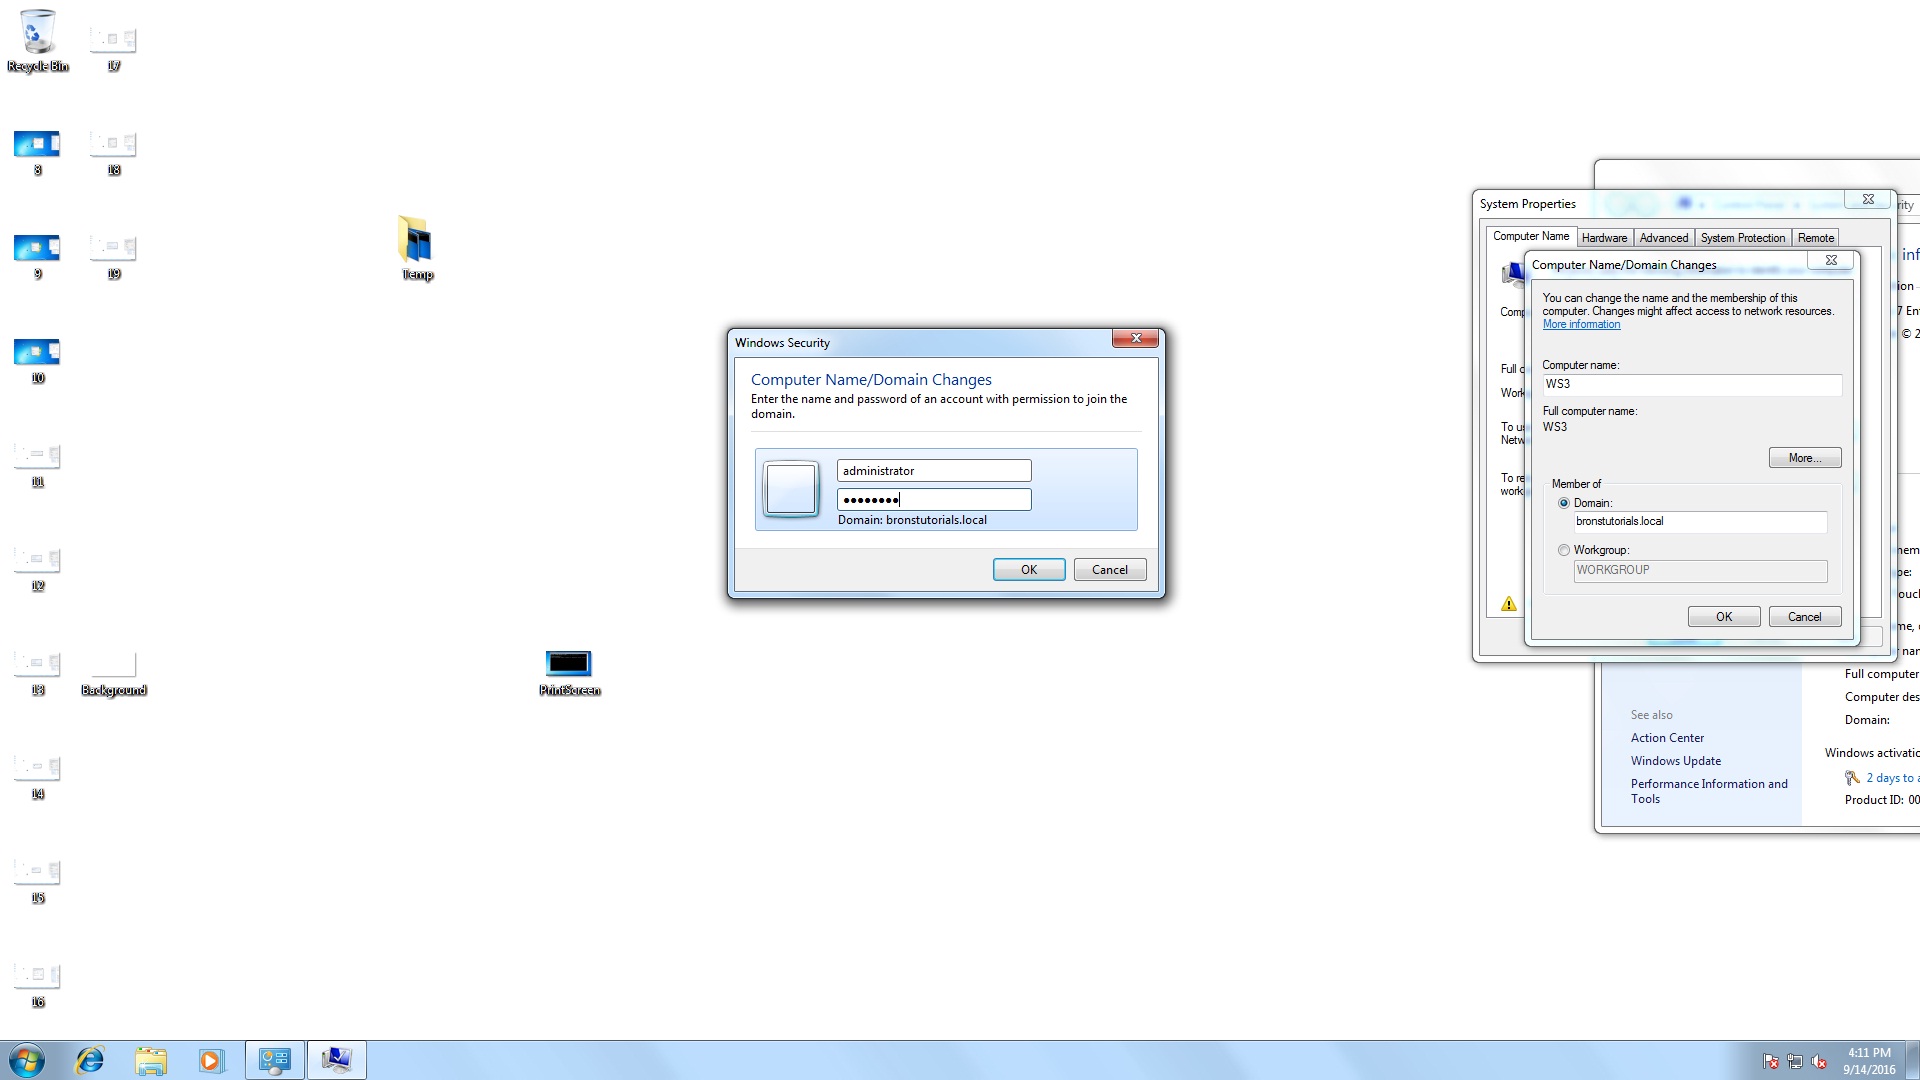 Recycle Bin
17
8
18
9
19
10
11
12
13
Background
14
15
16
Temp
PrintScreen
Windows Security
Computer Name/Domain Changes
Enter the name and password of an account with permission to join the
domain.
administrator
●●●●●●●●
Domain: bronstutorials.local
OK
Cancel
System Properties
Computer Name
Hardware
Advanced
System Protection
Remote
Computer Name/Domain Changes
You can change the name and the membership of this
computer. Changes might affect access to network resources.
More information
Computer name:
WS3
Full computer name:
WS3
More...
Member of
Domain:
bronstutorials.local
Workgroup:
WORKGROUP
OK
Cancel
Comp
Full c
Work
To us
Netw
To re
work
rity
inf
ion
7 Ent
© 2
Full computer
Computer des
Domain:
Windows activatio
2 days to a
Product ID: 00
See also
Action Center
Windows Update
Performance Information and
Tools
4:11 PM
9/14/2016